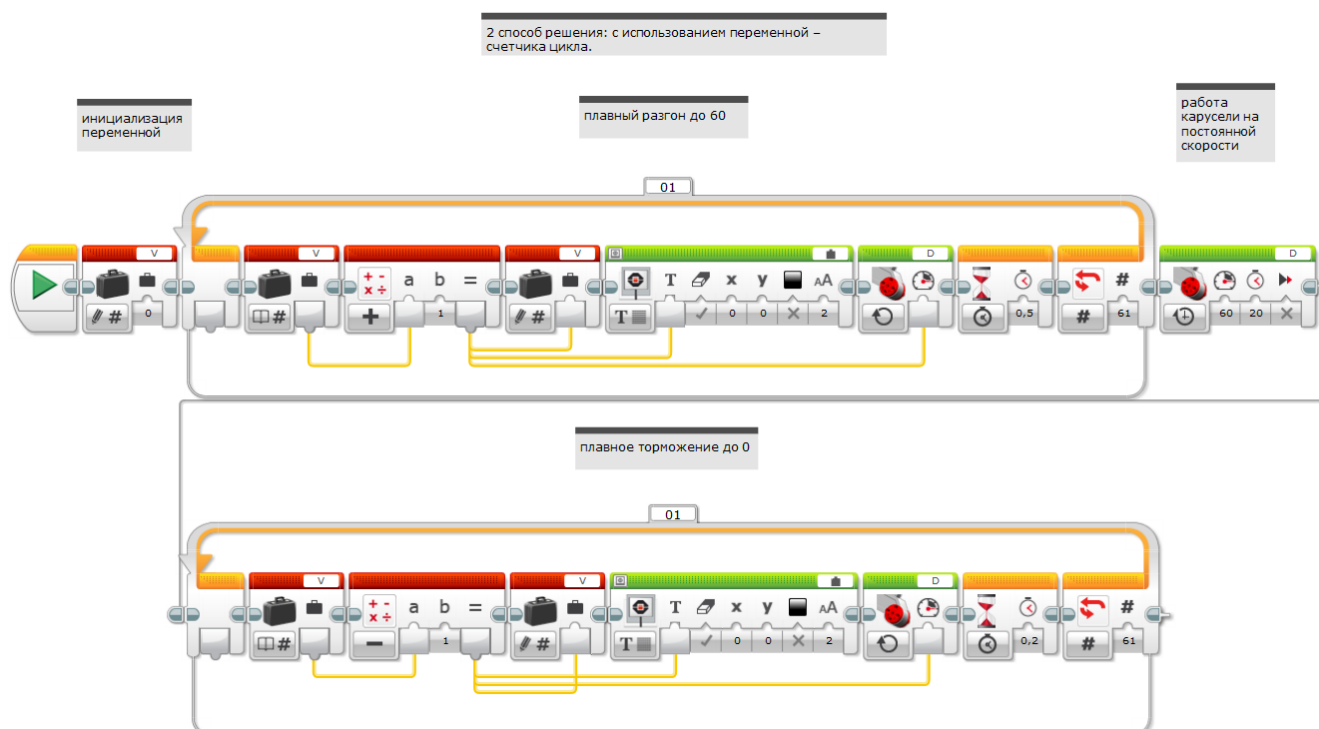 2 способ решения: с использованием переменной –
счетчика цикла.
инициализация
переменной
плавный разгон до 60
работа
карусели на
постоянной
скорости
01
V V V D D
a b = T x y AA #
# 0 # 1 # T 0 0 2 0,5 # 61 60 20
плавное торможение до 0
01
V V D
a b = T x y AA #
# 1 # T 0 0 2 0,2 # 61